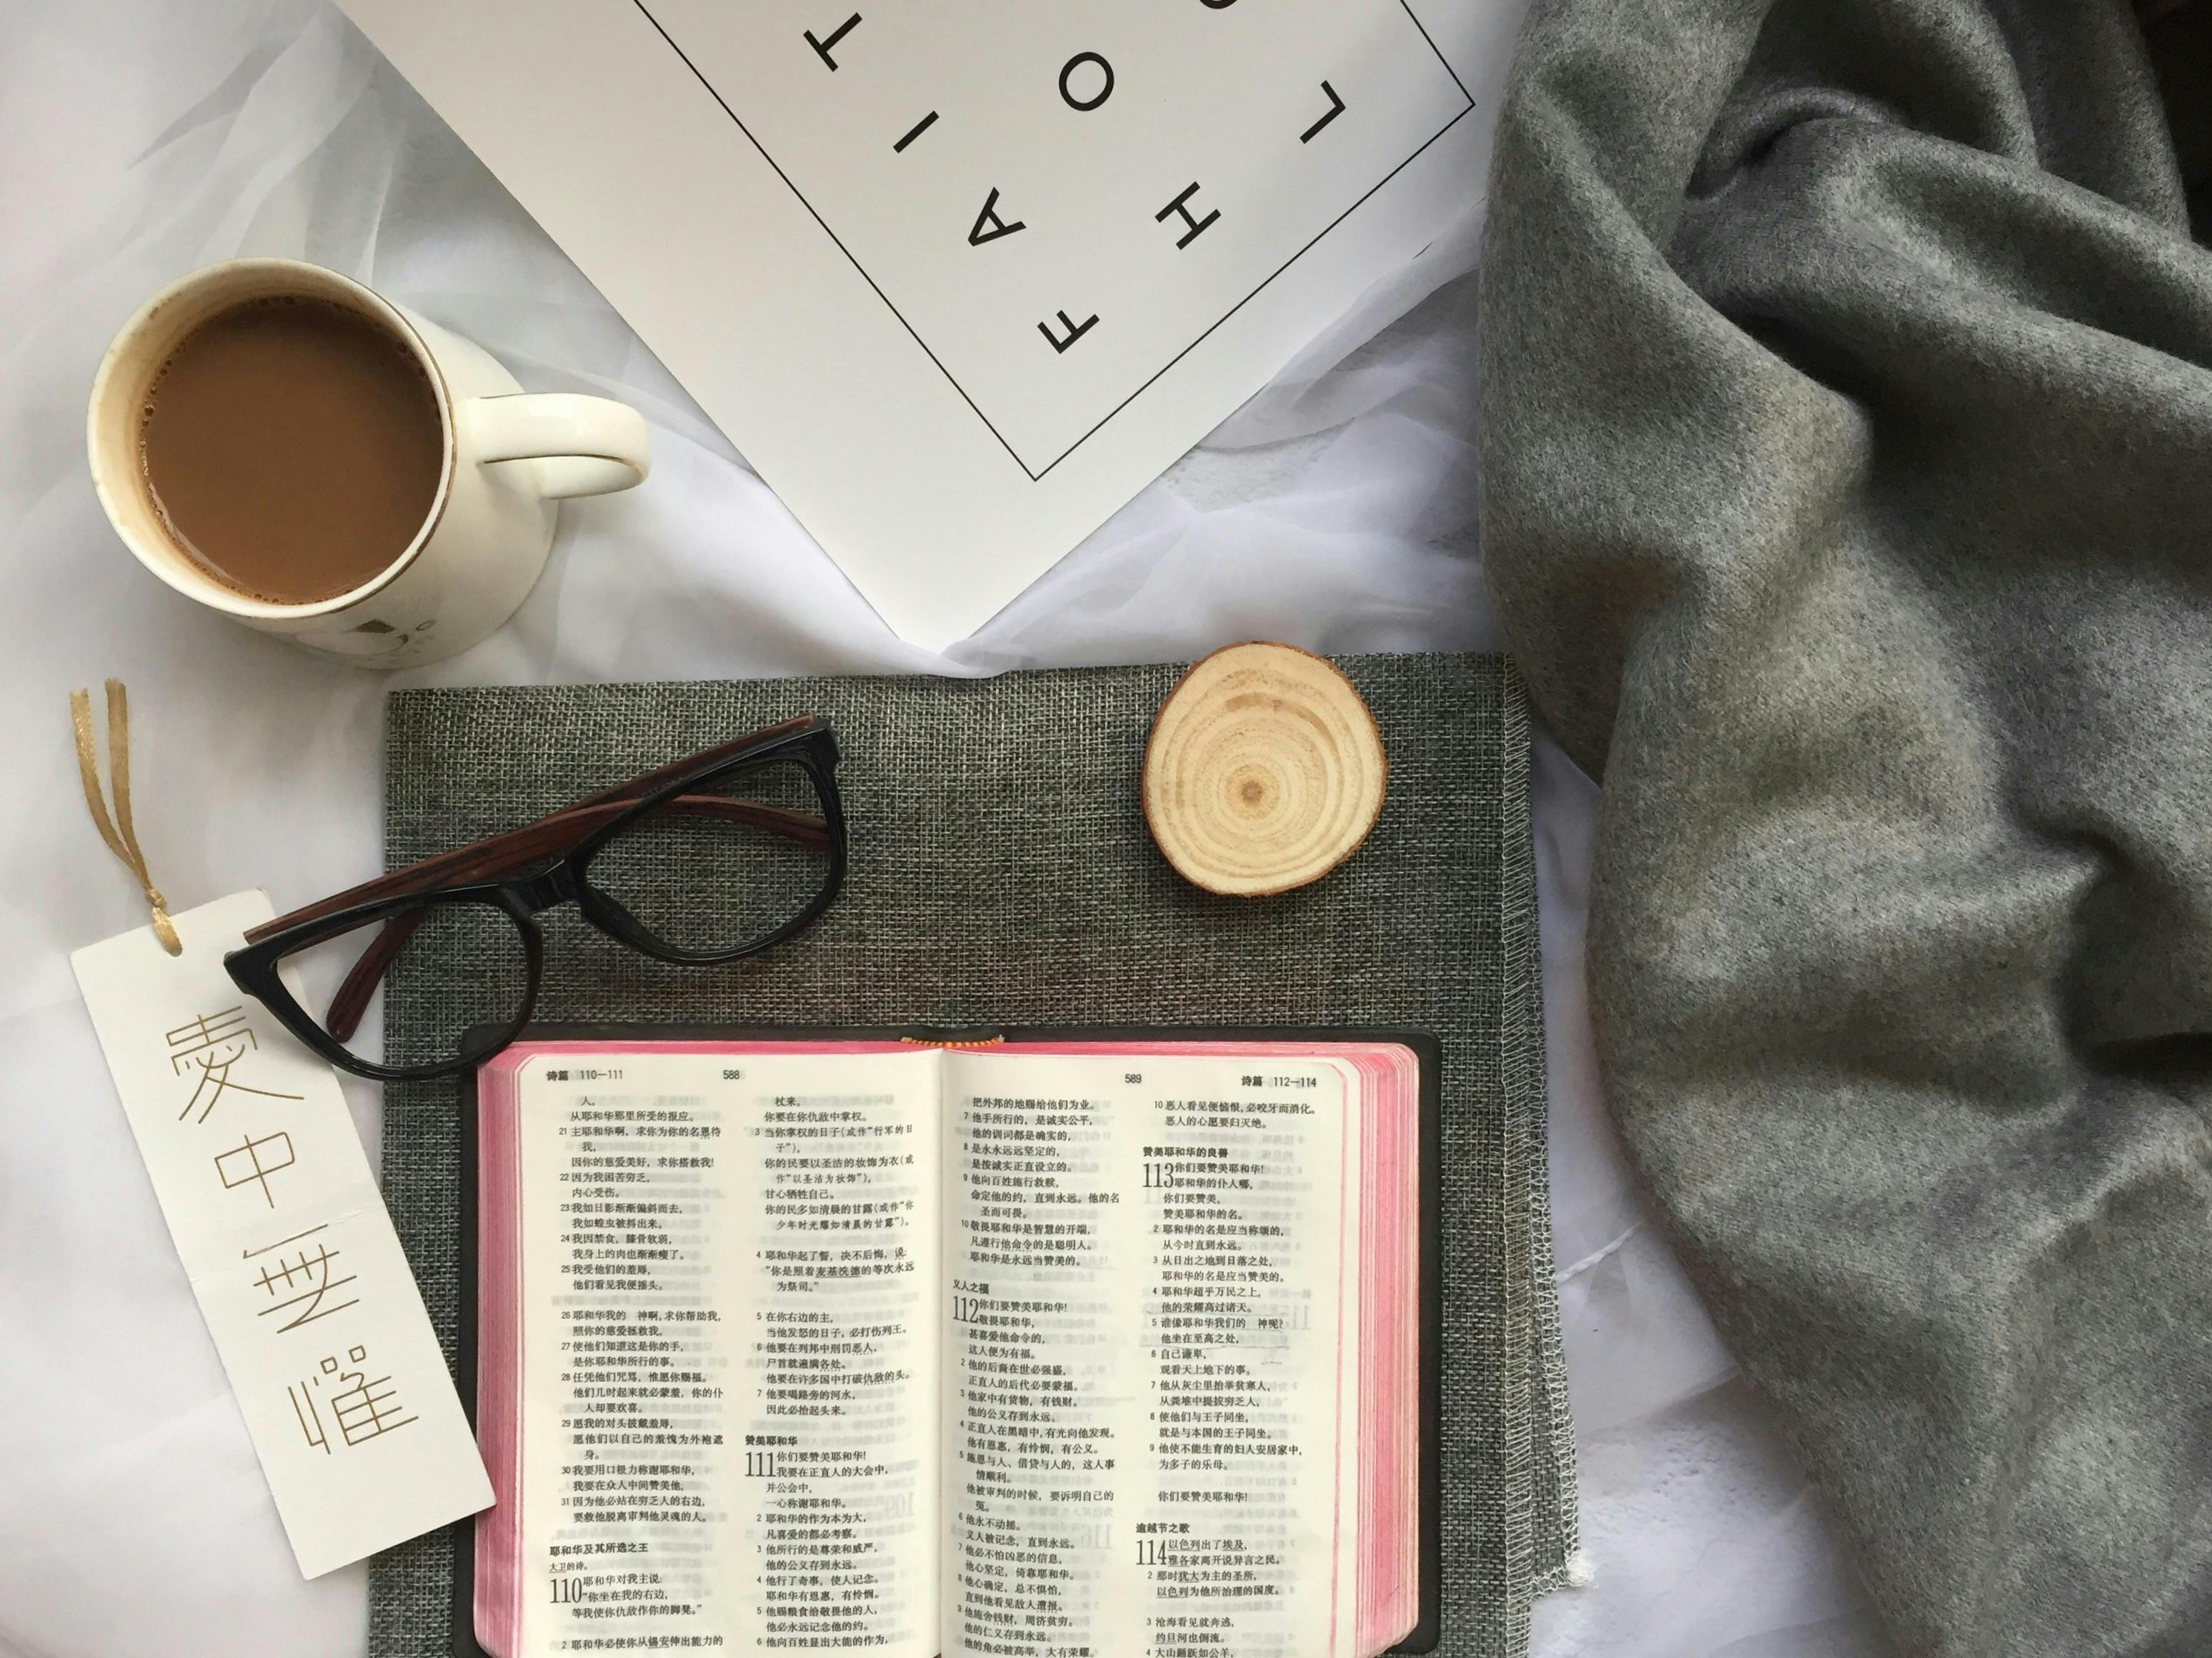 T
I
A
F
O
H
L
愛
中
無
懼
诗篇 110—111
588
人,
从耶和华那里所受的报应。
21 主耶和华啊,求你为你的名恩待
我,
因你的慈爱美好,求你搭救我!
22 因为我困苦穷乏,
内心受伤。
23 我如日影渐渐偏斜而去,
我如蝗虫被抖出来。
24 我因禁食,膝骨软弱,
我身上的肉也渐渐瘦了。
25 我受他们的羞辱,
他们看见我便摇头。
26 耶和华我的 神啊,求你帮助我,
照你的慈爱拯救我,
27 使他们知道这是你的手,
是你耶和华所行的事。
28 任凭他们咒骂,惟愿你赐福。
他们几时起来就必蒙羞,你的仆
人却要欢喜。
29 愿我的对头披戴羞辱,
愿他们以自己的羞愧为外袍遮
身。
30 我要用口极力称谢耶和华,
我要在众人中间赞美他,
31 因为他必站在穷乏人的右边,
要救他脱离审判他灵魂的人。
耶和华及其所选之王
大卫的诗。
110 耶和华对我主说:
“你坐在我的右边,
等我使你仇敌作你的脚凳。”
2 耶和华必使你从锡安伸出能力的
杖来,
你要在你仇敌中掌权。
3 当你掌权的日子(或作“行军的日
子”),
你的民要以圣洁的妆饰为衣(或
作“以圣洁为妆饰”),
甘心牺牲自己。
你的民多如清晨的甘露(或作“你
少年时光耀如清晨的甘露”)。
4 耶和华起了誓,决不后悔,说:
“你是照着麦基洗德的等次永远
为祭司。”
5 在你右边的主,
当他发怒的日子,必打伤列王。
6 他要在列邦中刑罚恶人,
尸首就遍满各处。
他要在许多国中打破仇敌的头。
7 他要喝路旁的河水,
因此必抬起头来。
赞美耶和华
111 你们要赞美耶和华!
我要在正直人的大会中,
并公会中,
一心称谢耶和华。
2 耶和华的作为本为大,
凡喜爱的都必考察。
3 他所行的是尊荣和威严,
他的公义存到永远。
4 他行了奇事,使人记念。
耶和华有恩惠,有怜悯。
5 他赐粮食给敬畏他的人,
他必永远记念他的约。
6 他向百姓显出大能的作为,
589
诗篇 112—114
把外邦的地赐给他们为业。
7 他手所行的,是诚实公平,
他的训词都是确实的,
8 是永永远远坚定的,
是按诚实正直设立的。
9 他向百姓施行救赎,
命定他的约,直到永远。他的名
圣而可畏。
10 敬畏耶和华是智慧的开端,
凡遵行他命令的是聪明人。
耶和华是永远当赞美的。
义人之福
112 你们要赞美耶和华!
敬畏耶和华,
甚喜爱他命令的,
这人便为有福。
2 他的后裔在世必强盛,
正直人的后代必要蒙福。
3 他家中有货物,有钱财。
他的公义存到永远。
4 正直人在黑暗中,有光向他发现。
他有恩惠,有怜悯,有公义。
5 施恩与人、借贷与人的,这人事
情顺利。
他被审判的时候,要诉明自己的
冤。
6 他永不动摇。
义人被记念,直到永远。
7 他必不怕凶恶的信息,
他心坚定,倚靠耶和华。
8 他心确定,总不惧怕,
直到他看见敌人遭报。
9 他施舍钱财,周济贫穷。
他的仁义存到永远。
他的角必被高举,大有荣耀。
10 恶人看见便恼恨,必咬牙而消化。
恶人的心愿要归灭绝。
赞美耶和华的良善
113 你们要赞美耶和华!
耶和华的仆人哪,
你们要赞美,
赞美耶和华的名。
2 耶和华的名是应当称颂的,
从今时直到永远。
3 从日出之地到日落之处,
耶和华的名是应当赞美的。
4 耶和华超乎万民之上,
他的荣耀高过诸天。
5 谁像耶和华我们的 神呢?
他坐在至高之处,
6 自己谦卑,
观看天上地下的事。
7 他从灰尘里抬举贫寒人,
从粪堆中提拔穷乏人,
8 使他们与王子同坐,
就是与本国的王子同坐。
9 他使不能生育的妇人安居家中,
为多子的乐母。
你们要赞美耶和华!
逾越节之歌
114 以色列出了埃及,
雅各家离开说异言之民。
2 那时犹大为主的圣所,
以色列为他所治理的国度。
3 沧海看见就奔逃,
约旦河也倒流。
4 大山踊跃如公羊,